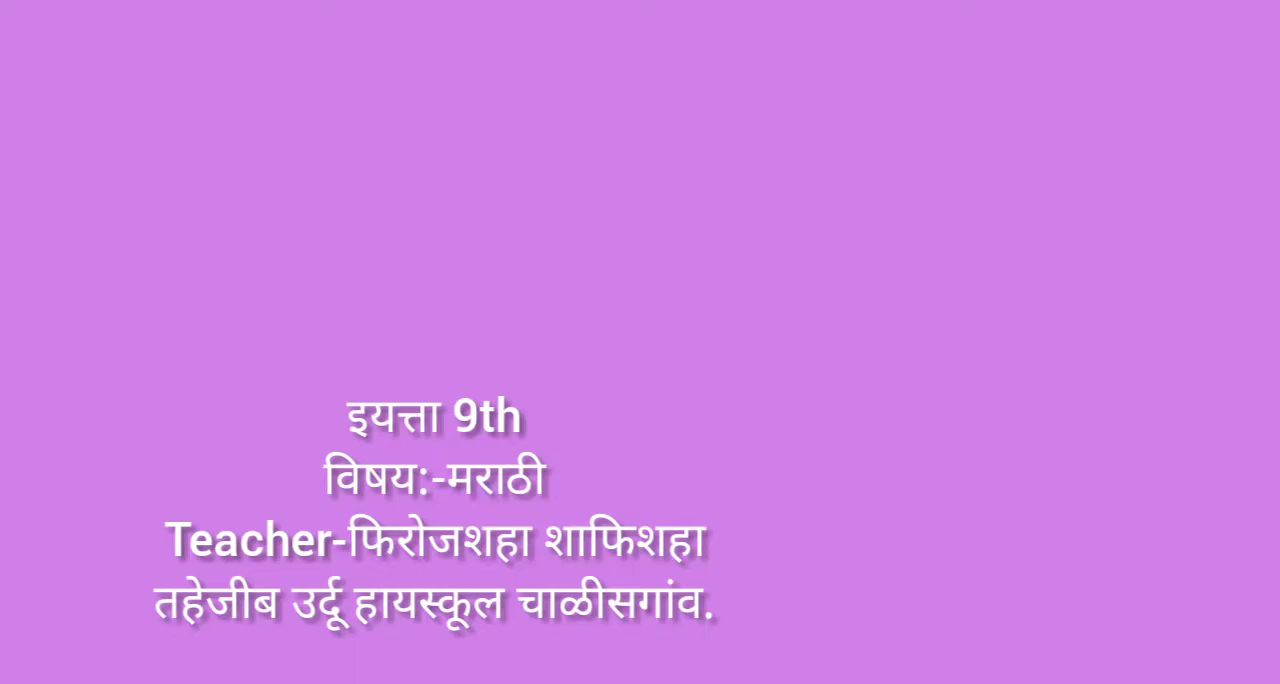 इयत्ता 9th
विषय:-मराठी
Teacher-फिरोजशहा शाफिशहा
तहेजीब उर्दू हायस्कूल चाळीसगांव.